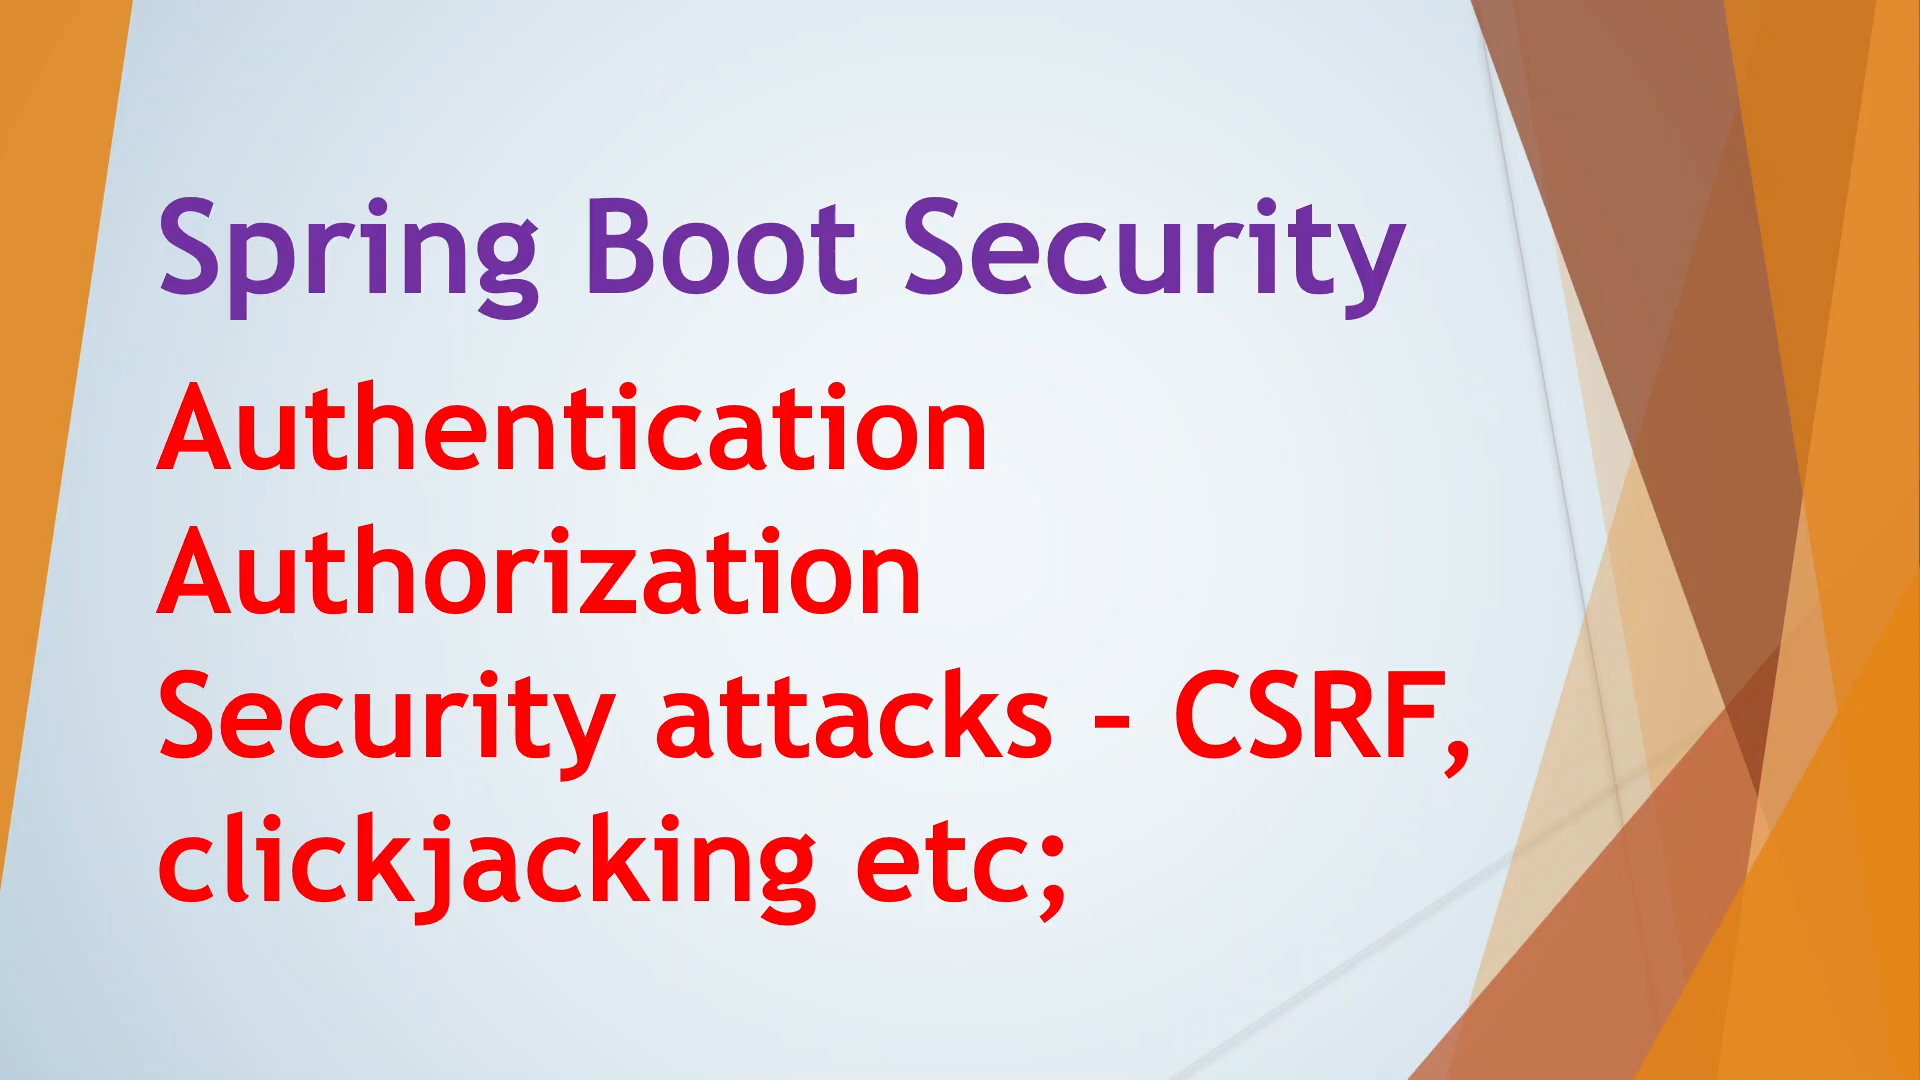 Spring Boot Security
Authentication
Authorization
Security attacks – CSRF,
clickjacking etc;